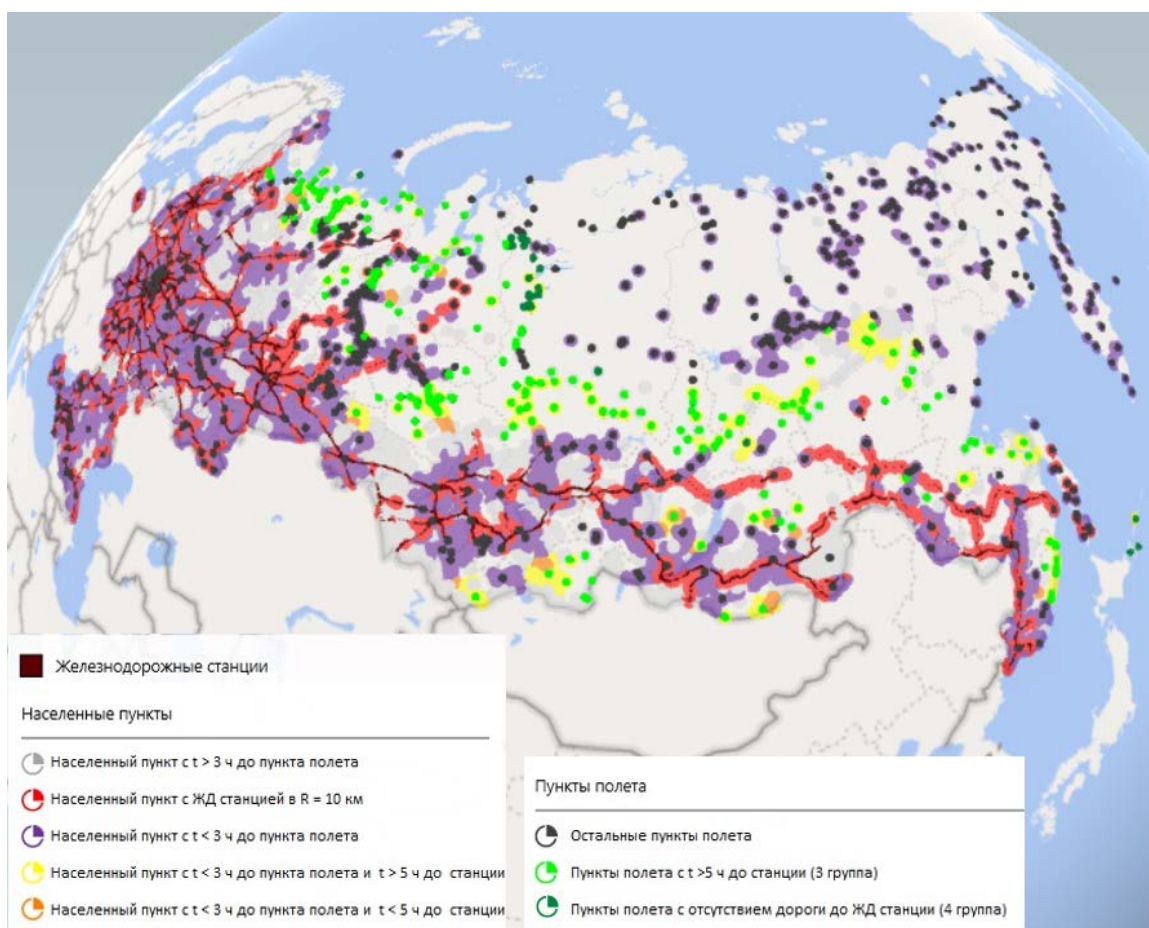 Железнодорожные станции
Населенные пункты
Населенный пункт с t > 3 ч до пункта полета
Населенный пункт с ЖД станцией в R = 10 км
Населенный пункт с t < 3 ч до пункта полета
Населенный пункт с t < 3 ч до пункта полета и t > 5 ч до станции
Населенный пункт с t < 3 ч до пункта полета и t < 5 ч до станции
Пункты полета
Остальные пункты полета
Пункты полета с t >5 ч до станции (3 группа)
Пункты полета с отсутствием дороги до ЖД станции (4 группа)